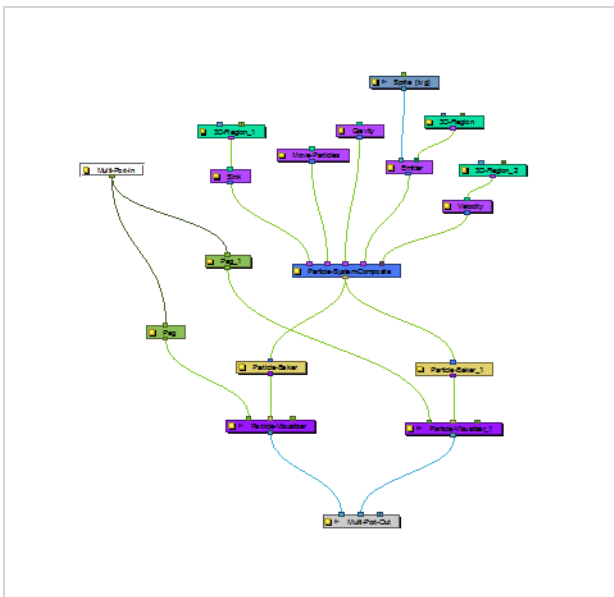 Sprite (tvg)
3D-Region_1
Gravity
3D-Region
Move-Particles
Multi-Port-In
Sink
Emitter
3D-Region_2
Velocity
Peg_1
Particle-SystemComposite
Peg
Particle-Baker
Particle-Baker_1
Particle-Visualizer
Particle-Visualizer_1
Multi-Port-Out